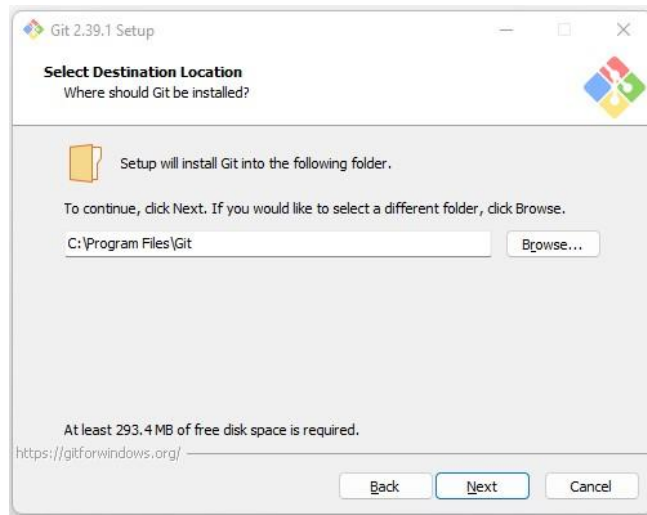 Git 2.39.1 Setup
Select Destination Location
Where should Git be installed?
Setup will install Git into the following folder.
To continue, click Next. If you would like to select a different folder, click Browse.
C:\Program Files\Git
Browse...
At least 293.4 MB of free disk space is required.
https://gitforwindows.org/
Back Next Cancel